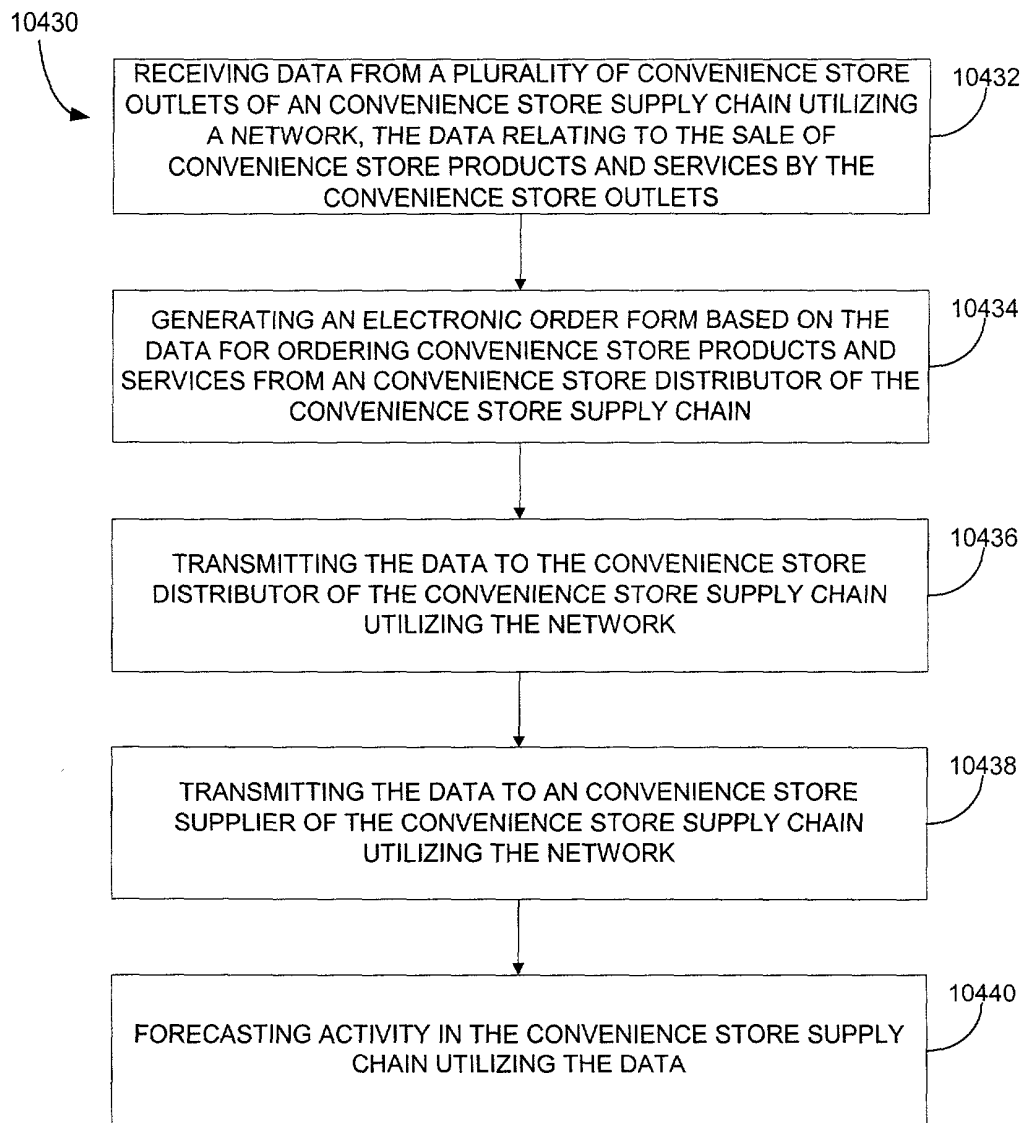 10430
RECEIVING DATA FROM A PLURALITY OF CONVENIENCE STORE
OUTLETS OF AN CONVENIENCE STORE SUPPLY CHAIN UTILIZING
A NETWORK, THE DATA RELATING TO THE SALE OF
CONVENIENCE STORE PRODUCTS AND SERVICES BY THE
CONVENIENCE STORE OUTLETS
10432
GENERATING AN ELECTRONIC ORDER FORM BASED ON THE
DATA FOR ORDERING CONVENIENCE STORE PRODUCTS AND
SERVICES FROM AN CONVENIENCE STORE DISTRIBUTOR OF THE
CONVENIENCE STORE SUPPLY CHAIN
10434
TRANSMITTING THE DATA TO THE CONVENIENCE STORE
DISTRIBUTOR OF THE CONVENIENCE STORE SUPPLY CHAIN
UTILIZING THE NETWORK
10436
TRANSMITTING THE DATA TO AN CONVENIENCE STORE
SUPPLIER OF THE CONVENIENCE STORE SUPPLY CHAIN
UTILIZING THE NETWORK
10438
FORECASTING ACTIVITY IN THE CONVENIENCE STORE SUPPLY
CHAIN UTILIZING THE DATA
10440